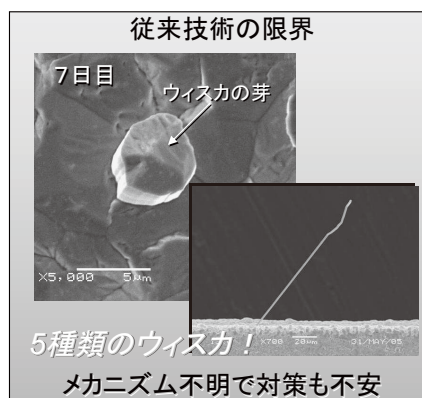 従来技術の限界
7日目
ウィスカの芽
X5,000 5μm
X700 20μm 31/MAY/05
5種類のウィスカ！
メカニズム不明で対策も不安